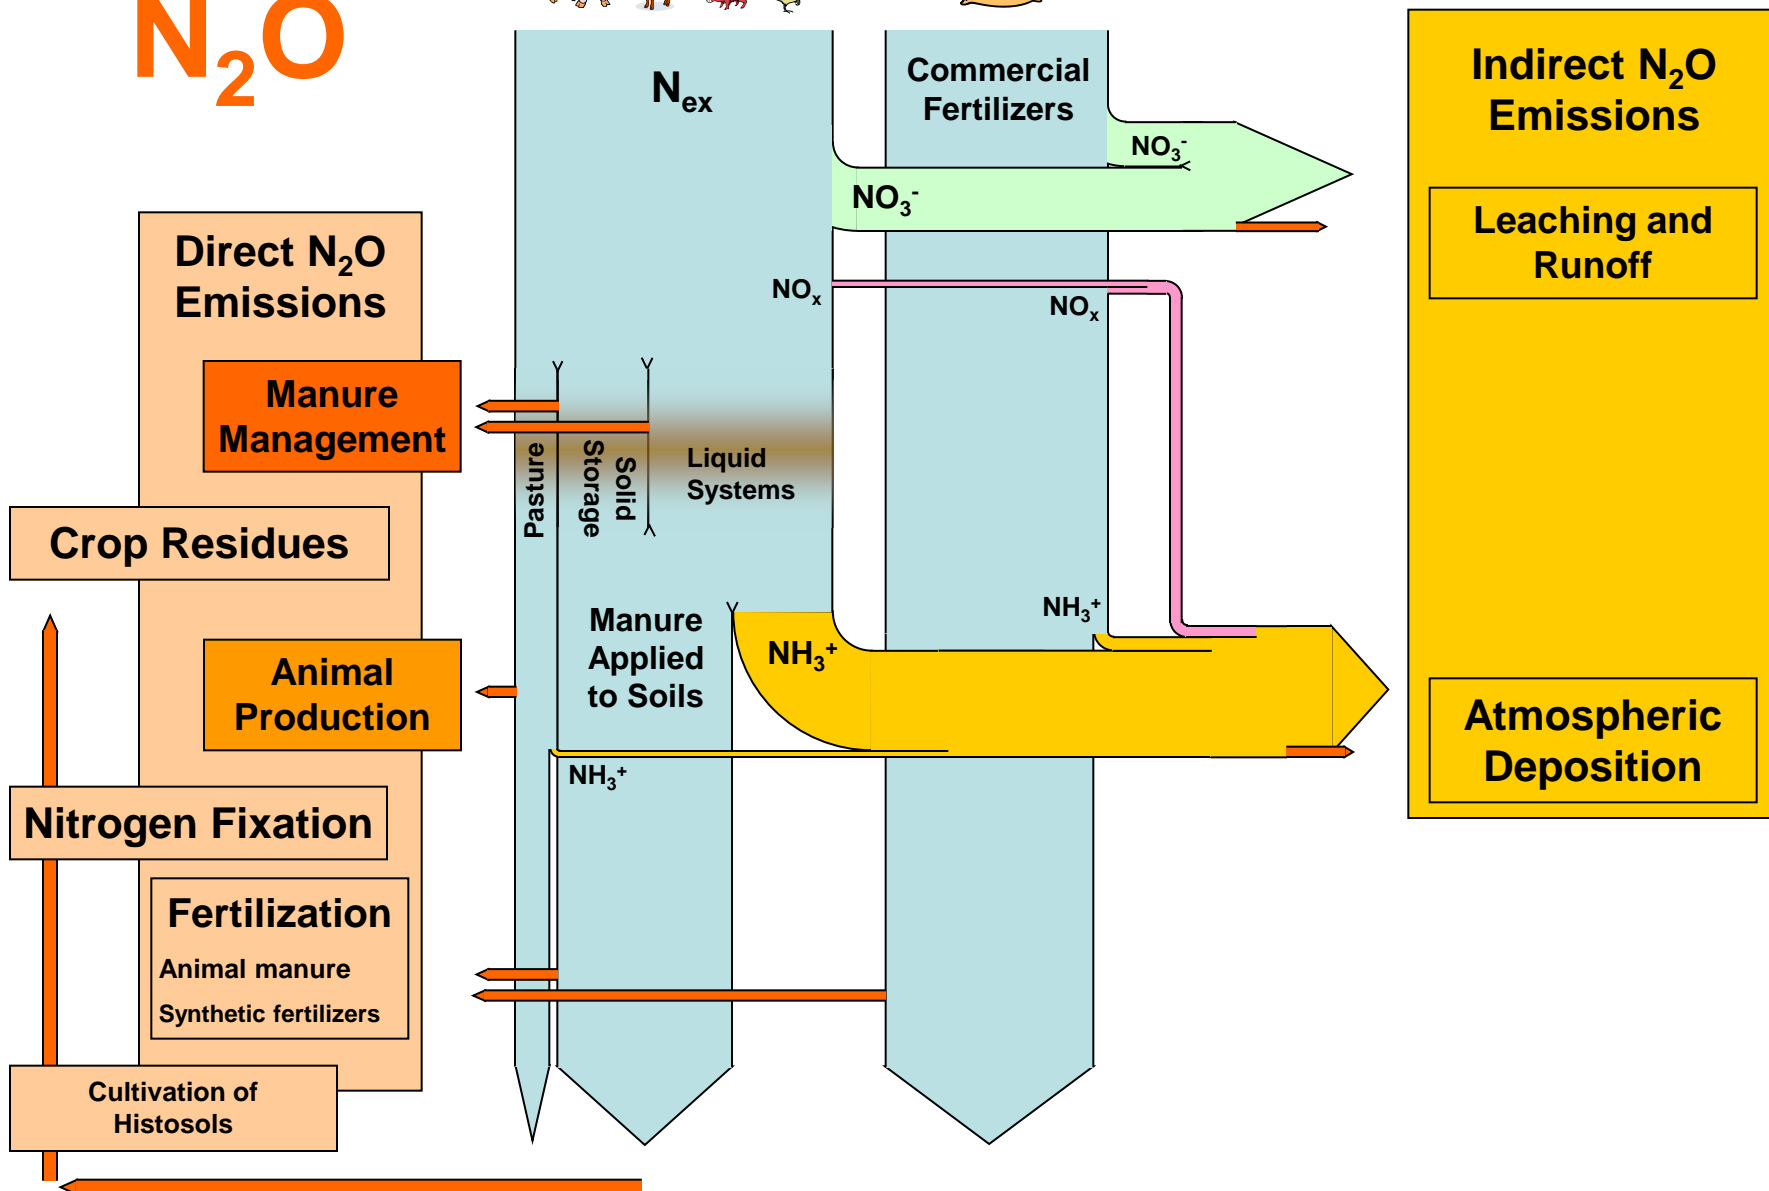 N₂O
N_ex
Commercial
Fertilizers
Indirect N₂O
Emissions
NO₃⁻
NO₃⁻
Leaching and
Runoff
Direct N₂O
Emissions
NOₓ
NOₓ
Manure
Management
Pasture
Solid
Storage
Liquid
Systems
Crop Residues
Manure
Applied
to Soils
NH₃⁺
NH₃⁺
Animal
Production
Atmospheric
Deposition
NH₃⁺
Nitrogen Fixation
Fertilization
Animal manure
Synthetic fertilizers
Cultivation of
Histosols